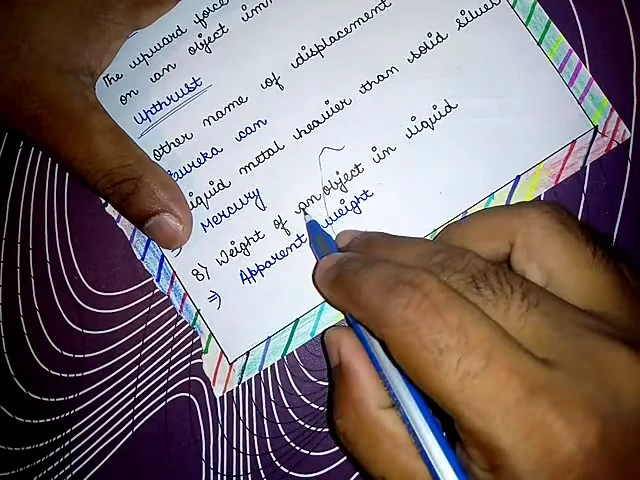 The upward force
on an object imm
Upthrust
other name of displacement
Eureka can
liquid metal heavier than solid silver
⇒ Mercury
8) Weight of an object in liquid
⇒ Apparent weight